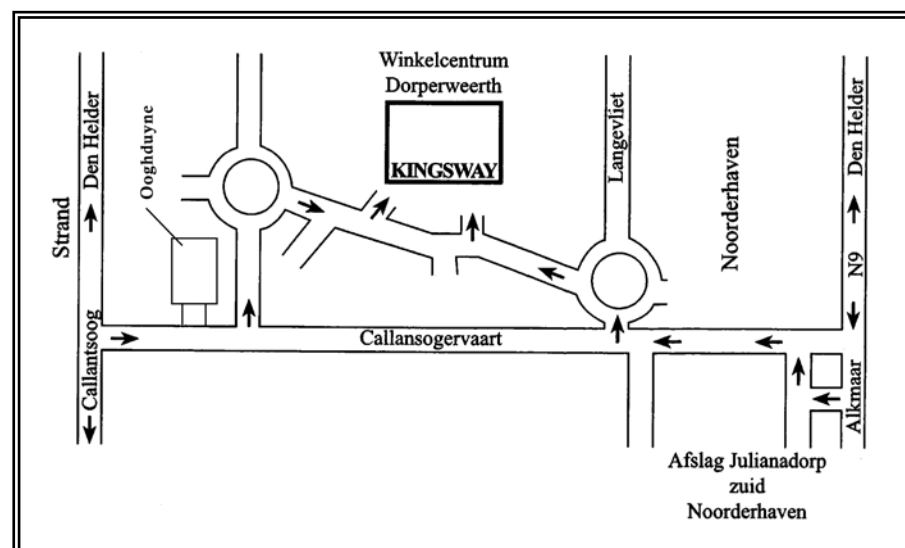 Strand
Den Helder
Callantsoog
Ooghduyne
Winkelcentrum
Dorperweerth
KINGSWAY
Langevliet
Noorderhaven
Den Helder
N9
Alkmaar
Callansogervaart
Afslag Julianadorp
zuid
Noorderhaven